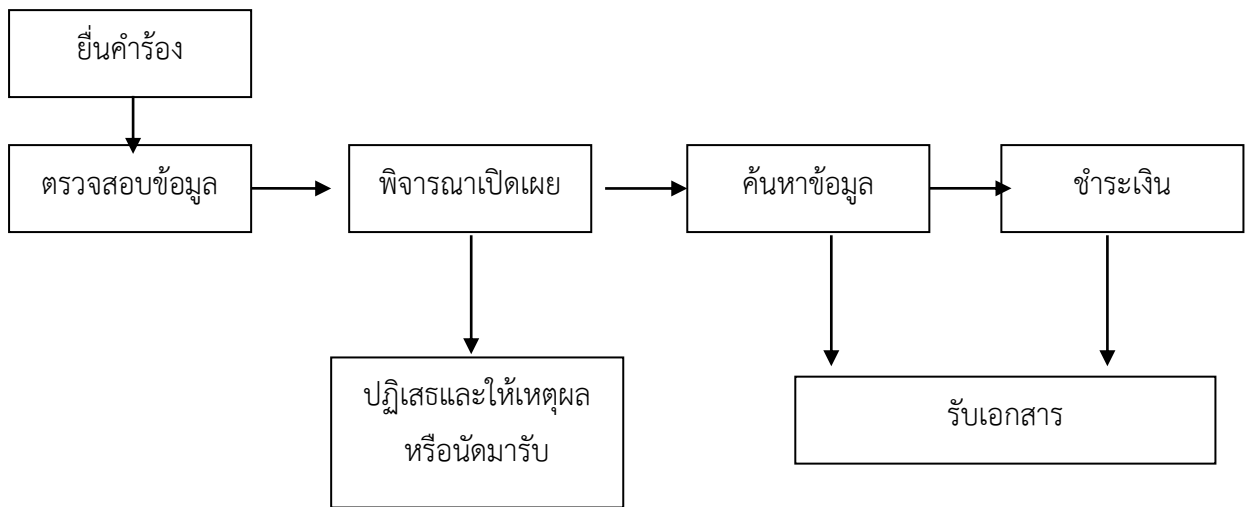 ยื่นคำร้อง
ตรวจสอบข้อมูล
พิจารณาเปิดเผย
ค้นหาข้อมูล
ชำระเงิน
ปฏิเสธและให้เหตุผล
หรือนัดมารับ
รับเอกสาร